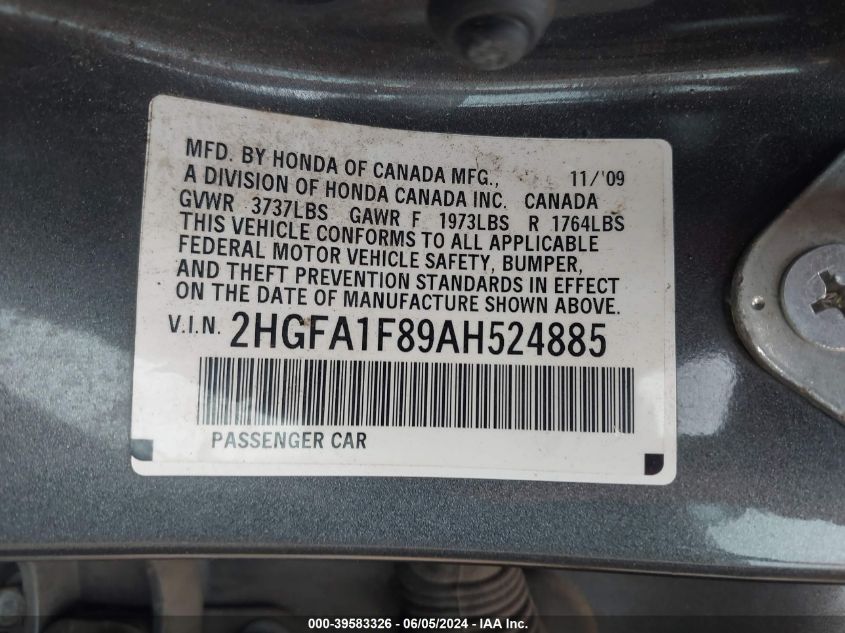 MFD. BY HONDA OF CANADA MFG., 11/'09
A DIVISION OF HONDA CANADA INC. CANADA
GVWR 3737LBS GAWR F 1973LBS R 1764LBS
THIS VEHICLE CONFORMS TO ALL APPLICABLE
FEDERAL MOTOR VEHICLE SAFETY, BUMPER,
AND THEFT PREVENTION STANDARDS IN EFFECT
ON THE DATE OF MANUFACTURE SHOWN ABOVE.
V.I.N. 2HGFA1F89AH524885
PASSENGER CAR
000-39583326 - 06/05/2024 - IAA Inc.